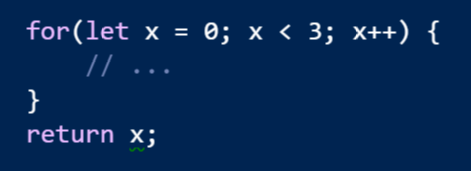 for(let x = 0; x < 3; x++) {
    // ...
}
return x;